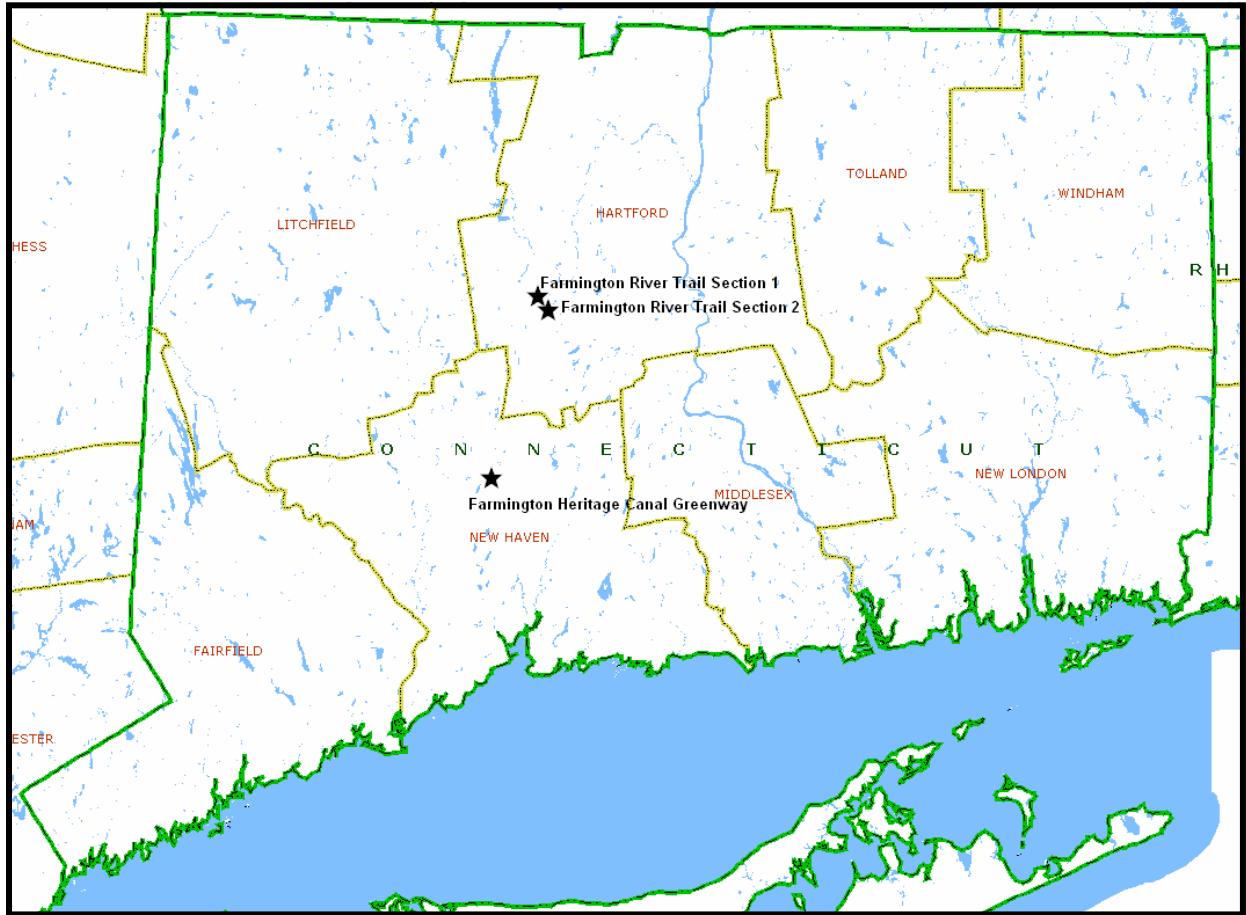 TOLLAND
WINDHAM
HARTFORD
LITCHFIELD
HESS
R H
Farmington River Trail Section 1
Farmington River Trail Section 2
C O N N E C T I C U T
NEW LONDON
MIDDLESEX
Farmington Heritage Canal Greenway
NAM
NEW HAVEN
FAIRFIELD
ESTER